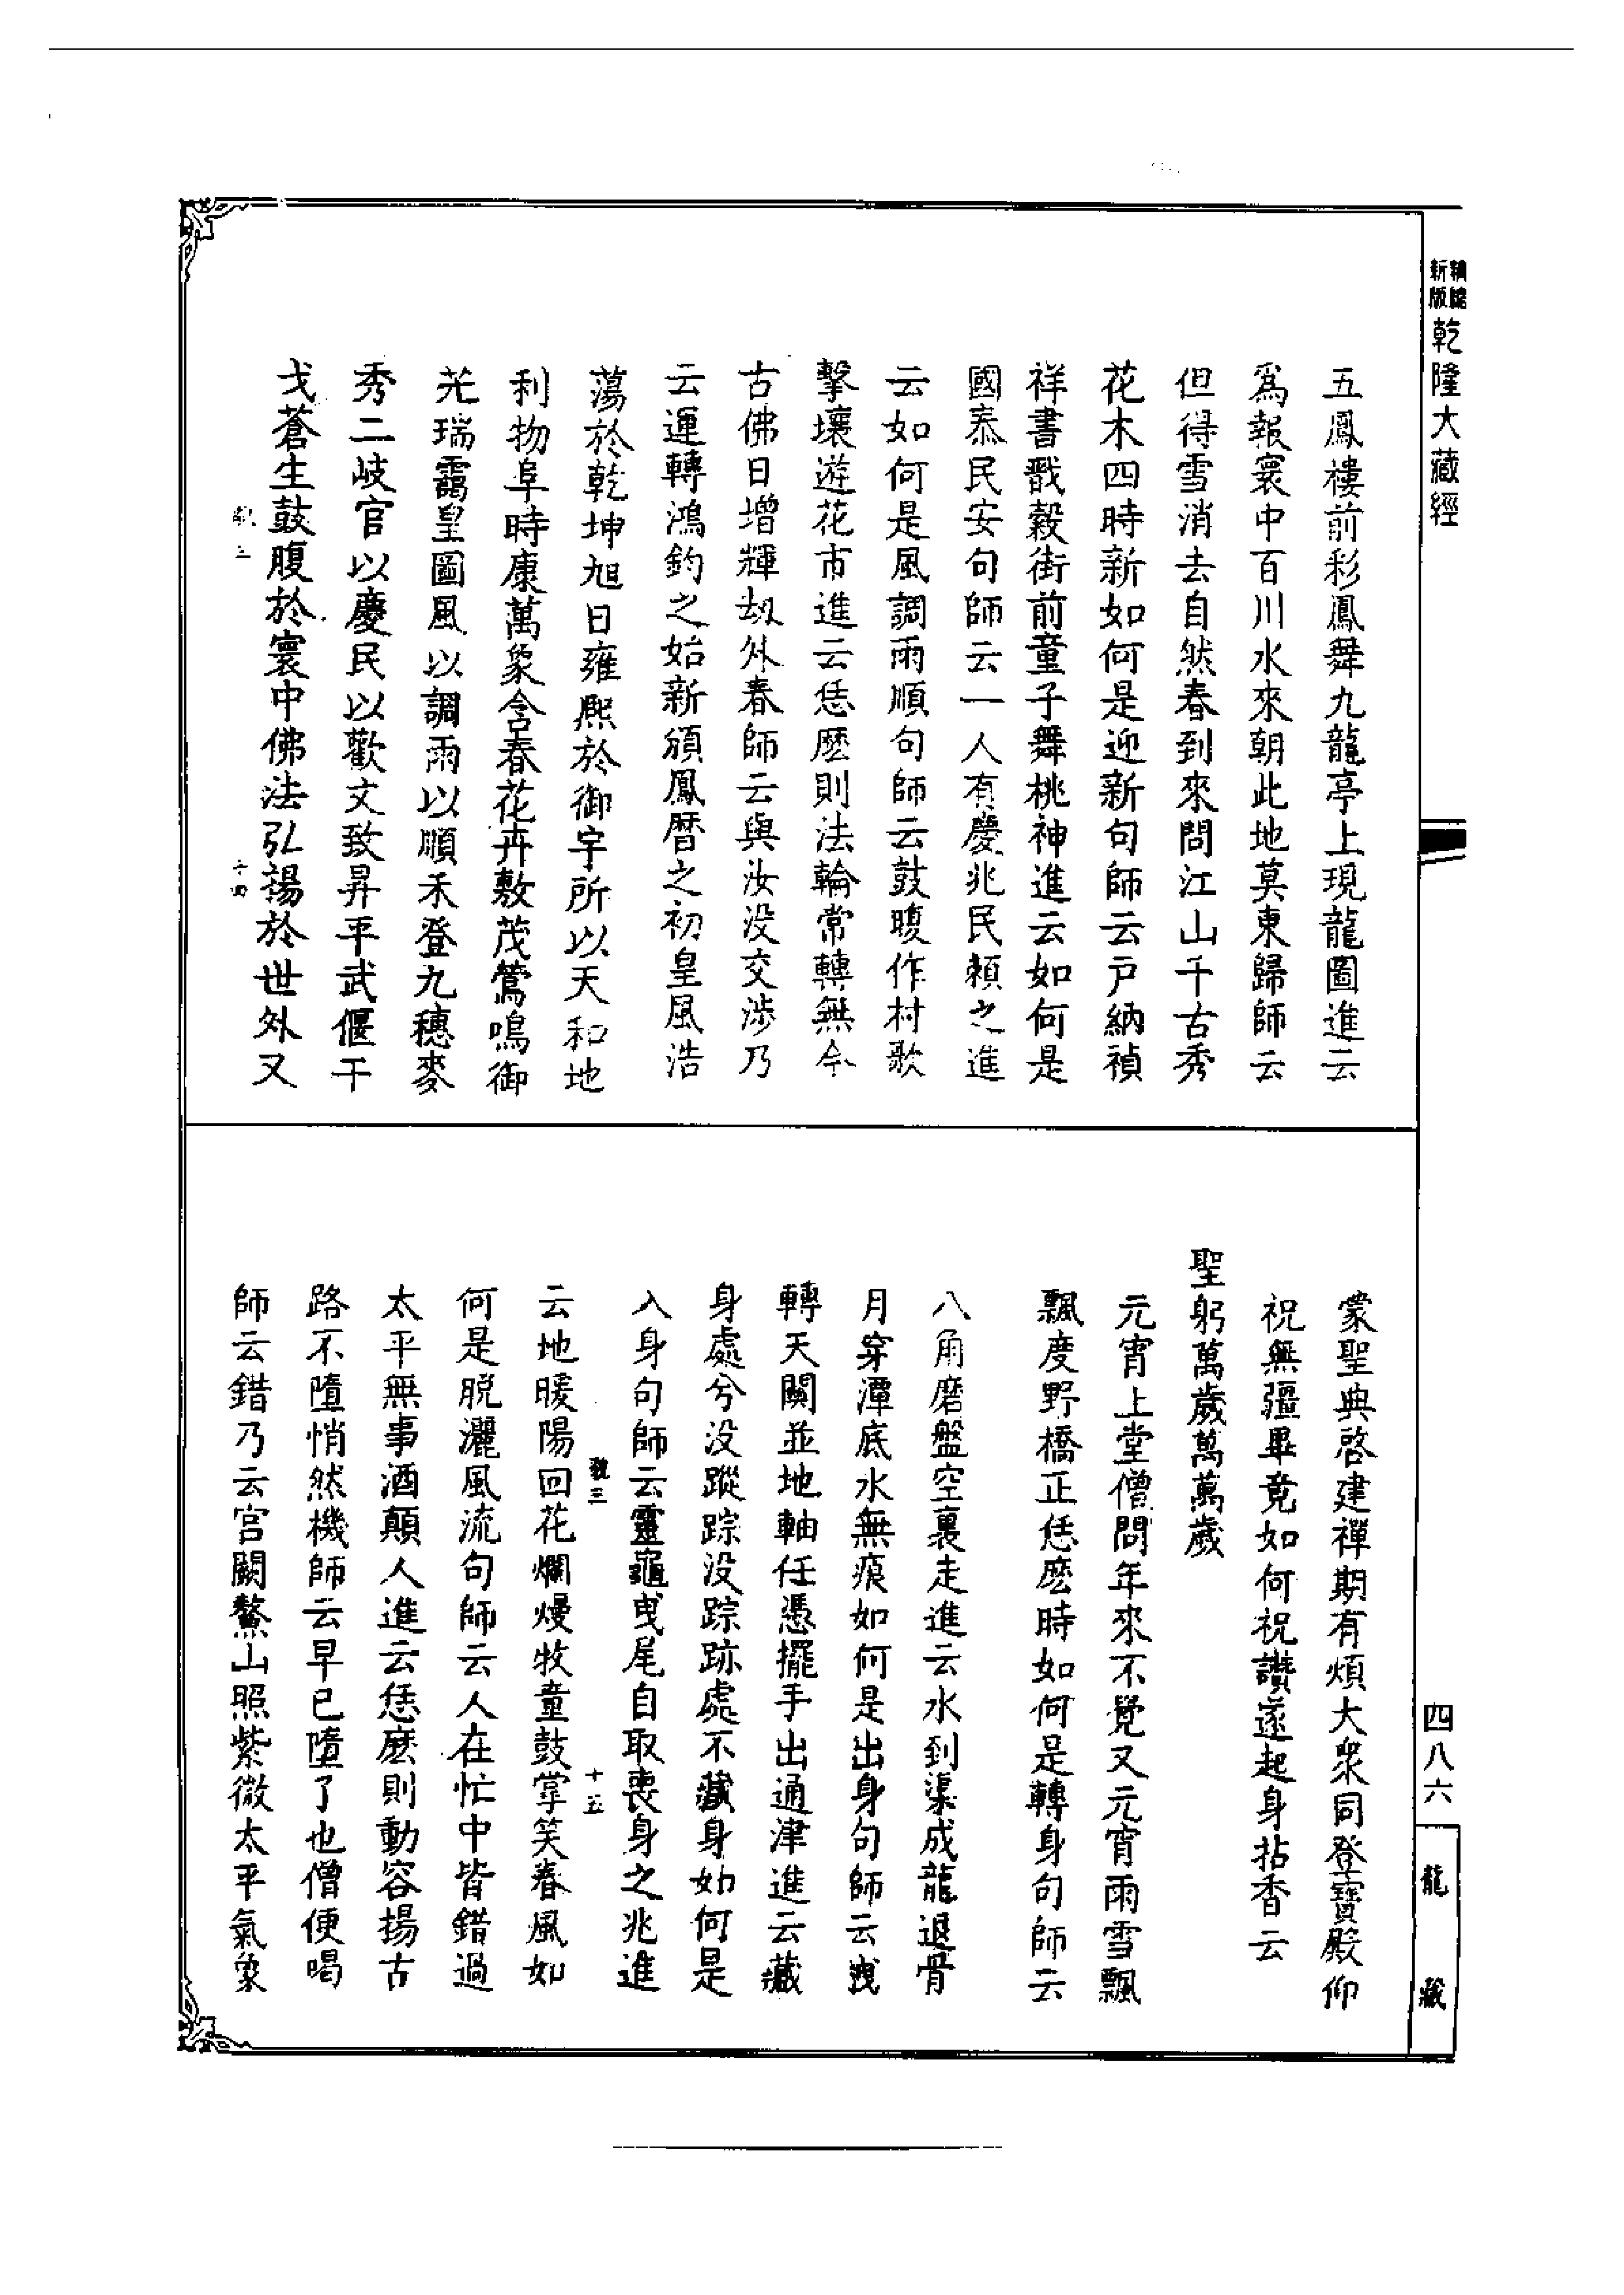 新版
乾隆大藏經
五鳳樓前彩鳳舞九龍亭上現龍圖進云
爲報寰中百川水來朝此地莫東歸師云
但得雪消去自然春到來問江山千古秀
花木四時新如何是迎新句師云戸納禎
祥書戩穀街前童子舞桃神進云如何是
國泰民安句師云一人有慶兆民賴之進
云如何是風調雨順句師云鼓腹作村歌
擊壤遊花市進云恁麽則法輪常轉無今
古佛日增輝劫外春師云與汝没交涉乃
云運轉鴻鈞之始新頒鳳曆之初皇風浩
蕩於乾坤旭日雍熈於御宇所以天和地
利物阜時康萬象含春花卉敷茂鶯鳴御
苑瑞靄皇圖風以調雨以順禾登九穗麥
秀二岐官以慶民以歡文致昇平武偃干
戈蒼生鼓腹於寰中佛法弘揚於世外又
十四
蒙聖典啓建禪期有煩大衆同登寶殿仰
祝無疆畢竟如何祝讚遂起身拈香云
聖躬萬歲萬萬歲
元宵上堂僧問年來不覺又元宵雨雪飄
飄度野橋正恁麽時如何是轉身句師云
八角磨盤空裏走進云水到渠成龍退骨
月穿潭底水無痕如何是出身句師云拽
轉天關並地軸任憑擺手出通津進云藏
身處兮没蹤踪没踪跡處不藏身如何是
入身句師云靈龜曳尾自取喪身之兆進
三
十五
云地暖陽回花爛熳牧童鼓掌笑春風如
何是脱灑風流句師云人在忙中皆錯過
太平無事酒顛人進云恁麽則動容揚古
路不墮悄然機師云早已墮了也僧便喝
師云錯乃云宫闕鰲山照紫微太平氣象
四八六
龍藏